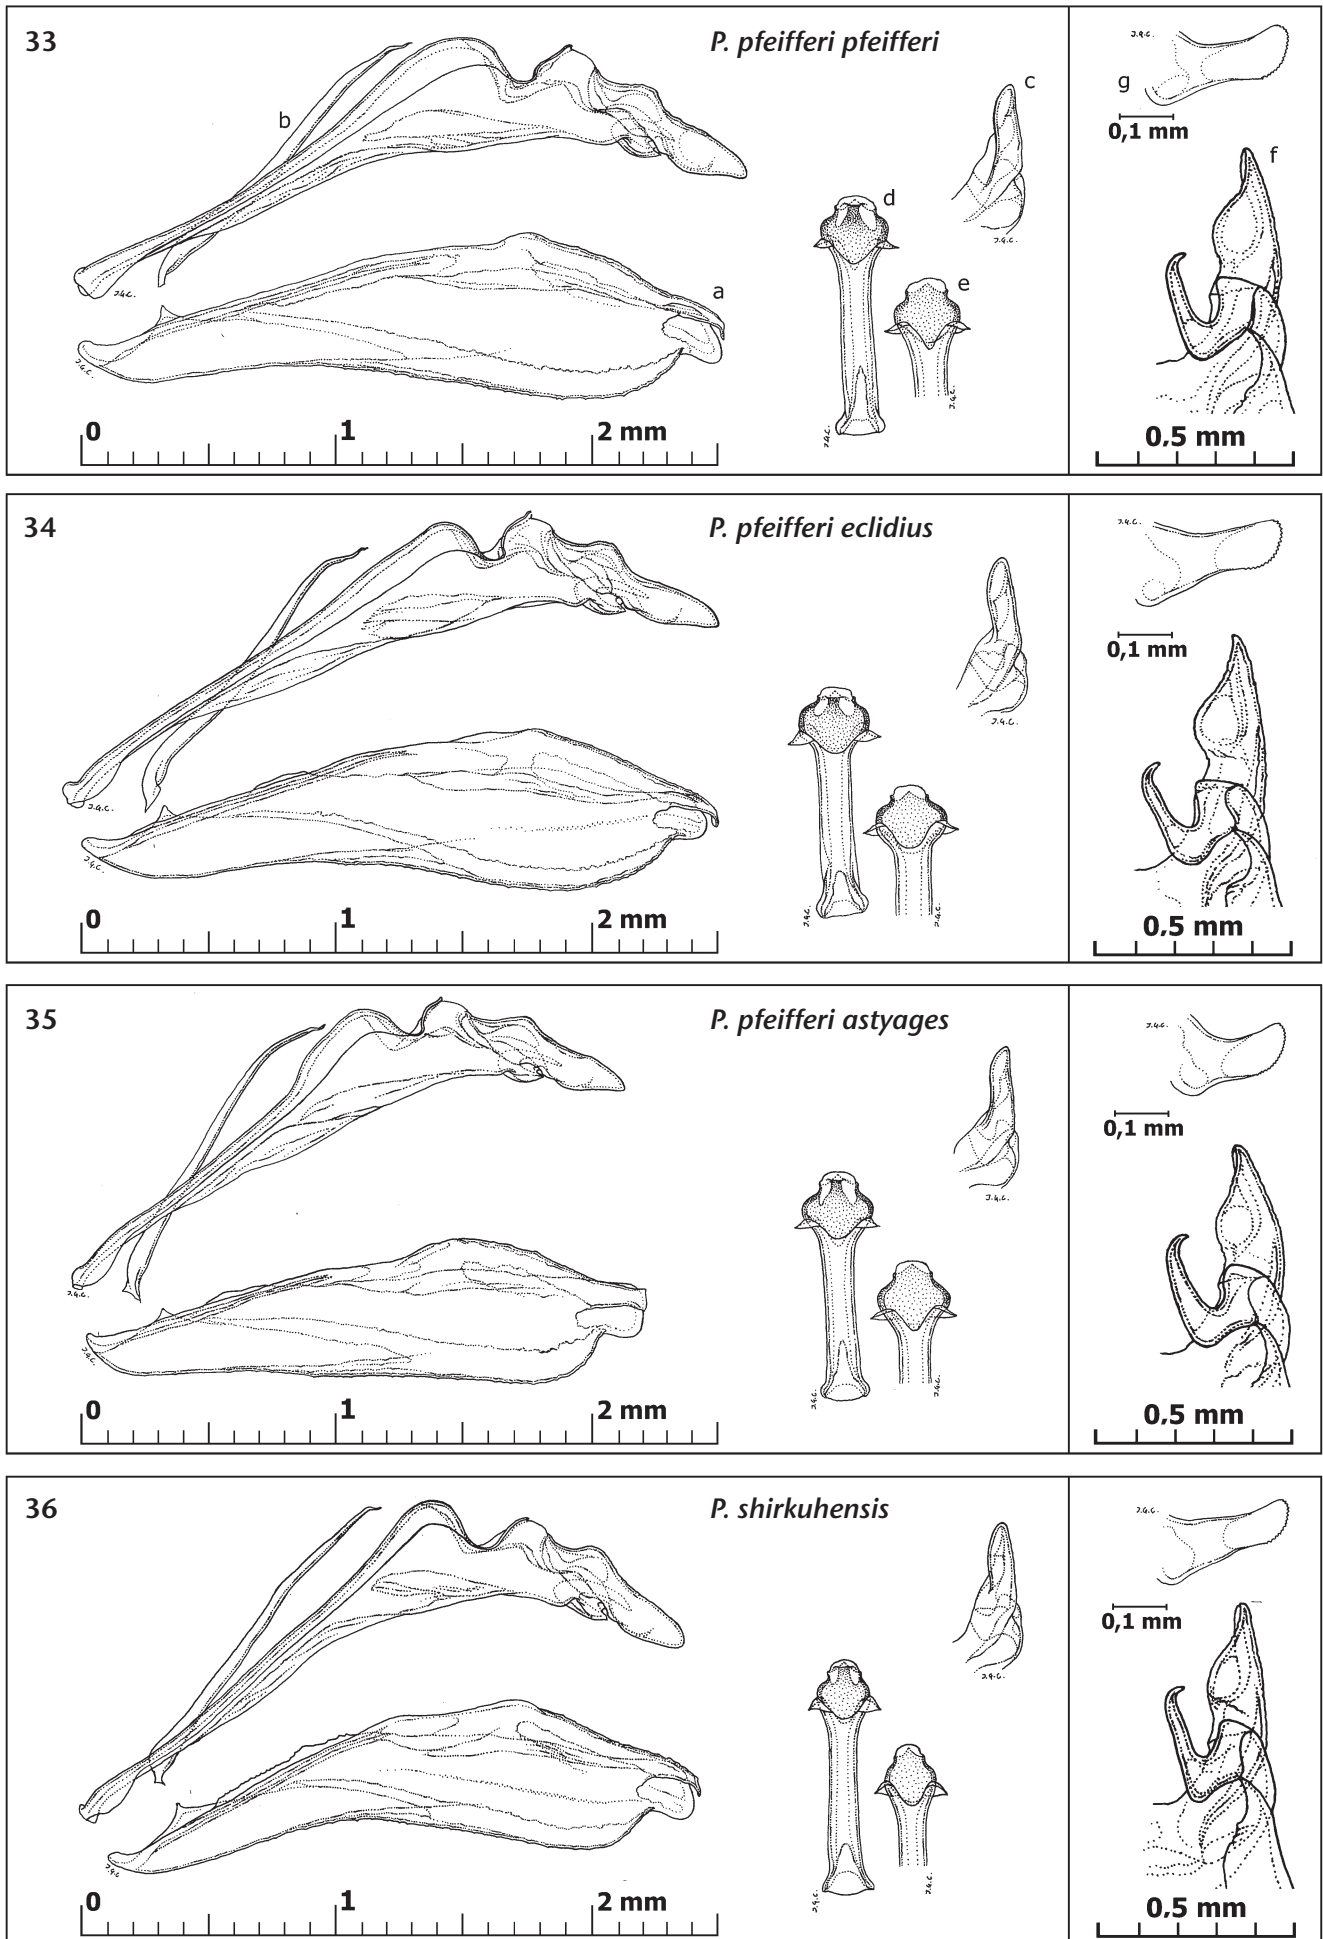 33
P. pfeifferi pfeifferi
b
c
d
e
a
J.G.C.
J.G.C.
J.G.C.
J.G.C.
J.G.C.
0 1 2 mm
J.G.C.
g
0,1 mm
f
0,5 mm
34
P. pfeifferi eclidius
J.G.C.
J.G.C.
J.G.C.
J.G.C.
J.G.C.
0 1 2 mm
J.G.C.
0,1 mm
0,5 mm
35
P. pfeifferi astyages
J.G.C.
J.G.C.
J.G.C.
J.G.C.
J.G.C.
0 1 2 mm
J.G.C.
0,1 mm
0,5 mm
36
P. shirkuhensis
J.G.C.
J.G.C.
J.G.C.
J.G.C.
0 1 2 mm
J.G.C.
0,1 mm
0,5 mm